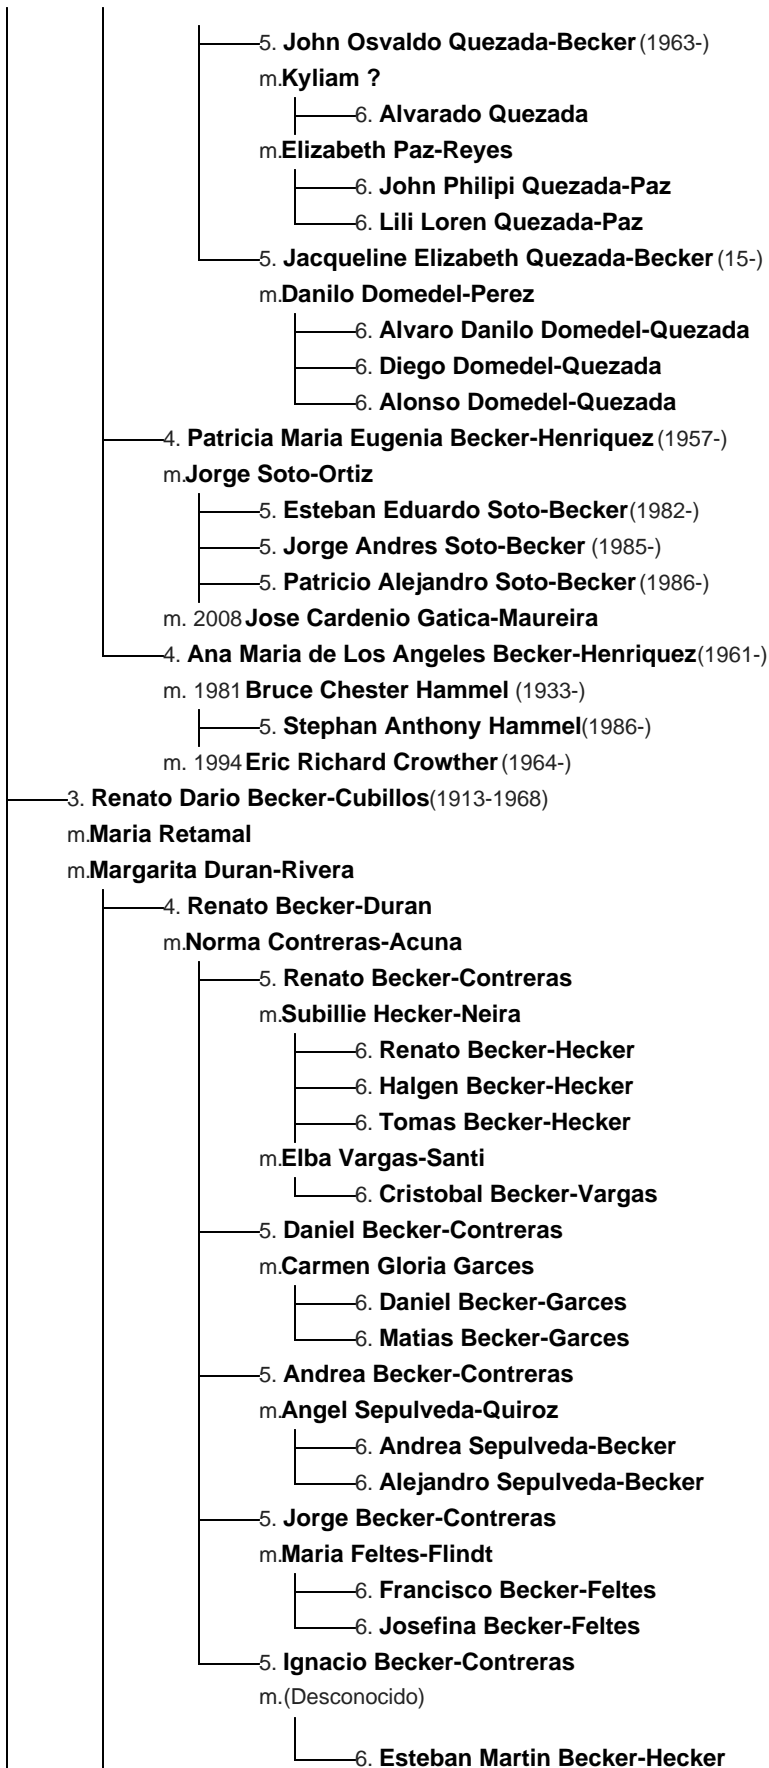 5. John Osvaldo Quezada-Becker (1963-)
m.Kyliam ?
6. Alvarado Quezada
m.Elizabeth Paz-Reyes
6. John Philipi Quezada-Paz
6. Lili Loren Quezada-Paz
5. Jacqueline Elizabeth Quezada-Becker (15-)
m.Danilo Domedel-Perez
6. Alvaro Danilo Domedel-Quezada
6. Diego Domedel-Quezada
6. Alonso Domedel-Quezada
4. Patricia Maria Eugenia Becker-Henriquez (1957-)
m.Jorge Soto-Ortiz
5. Esteban Eduardo Soto-Becker (1982-)
5. Jorge Andres Soto-Becker (1985-)
5. Patricio Alejandro Soto-Becker (1986-)
m. 2008 Jose Cardenio Gatica-Maureira
4. Ana Maria de Los Angeles Becker-Henriquez (1961-)
m. 1981 Bruce Chester Hammel (1933-)
5. Stephan Anthony Hammel (1986-)
m. 1994 Eric Richard Crowther (1964-)
3. Renato Dario Becker-Cubillos (1913-1968)
m.Maria Retamal
m.Margarita Duran-Rivera
4. Renato Becker-Duran
m.Norma Contreras-Acuna
5. Renato Becker-Contreras
m.Subillie Hecker-Neira
6. Renato Becker-Hecker
6. Halgen Becker-Hecker
6. Tomas Becker-Hecker
m.Elba Vargas-Santi
6. Cristobal Becker-Vargas
5. Daniel Becker-Contreras
m.Carmen Gloria Garces
6. Daniel Becker-Garces
6. Matias Becker-Garces
5. Andrea Becker-Contreras
m.Angel Sepulveda-Quiroz
6. Andrea Sepulveda-Becker
6. Alejandro Sepulveda-Becker
5. Jorge Becker-Contreras
m.Maria Feltes-Flindt
6. Francisco Becker-Feltes
6. Josefina Becker-Feltes
5. Ignacio Becker-Contreras
m.(Desconocido)
6. Esteban Martin Becker-Hecker